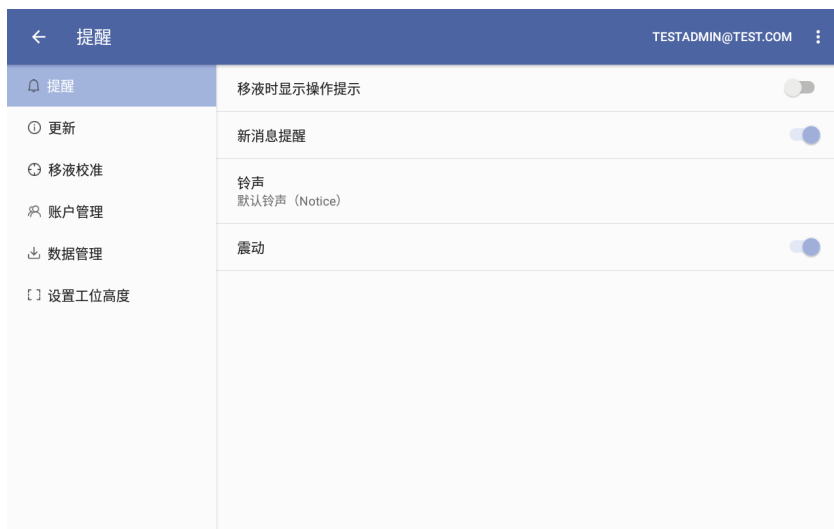 提醒
TESTADMIN@TEST.COM
提醒
更新
移液校准
账户管理
数据管理
设置工位高度
移液时显示操作提示
新消息提醒
铃声
默认铃声（Notice）
震动